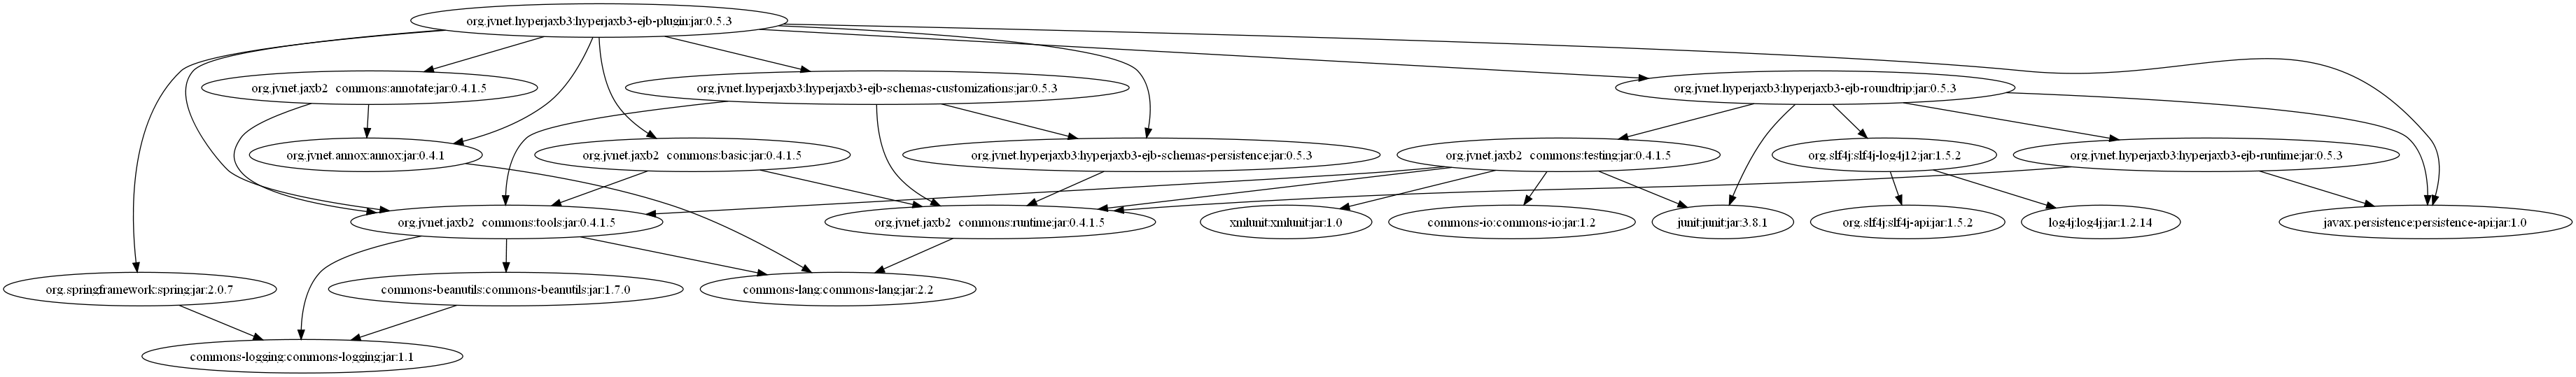 org.jvnet.hyperjaxb3:hyperjaxb3-ejb-plugin:jar:0.5.3
org.jvnet.jaxb2_commons:annotate:jar:0.4.1.5
org.jvnet.hyperjaxb3:hyperjaxb3-ejb-schemas-customizations:jar:0.5.3
org.jvnet.hyperjaxb3:hyperjaxb3-ejb-roundtrip:jar:0.5.3
org.jvnet.annox:annox:jar:0.4.1
org.jvnet.jaxb2_commons:basic:jar:0.4.1.5
org.jvnet.hyperjaxb3:hyperjaxb3-ejb-schemas-persistence:jar:0.5.3
org.jvnet.jaxb2_commons:testing:jar:0.4.1.5
org.slf4j:slf4j-log4j12:jar:1.5.2
org.jvnet.hyperjaxb3:hyperjaxb3-ejb-runtime:jar:0.5.3
org.jvnet.jaxb2_commons:tools:jar:0.4.1.5
org.jvnet.jaxb2_commons:runtime:jar:0.4.1.5
xmlunit:xmlunit:jar:1.0
commons-io:commons-io:jar:1.2
junit:junit:jar:3.8.1
org.slf4j:slf4j-api:jar:1.5.2
log4j:log4j:jar:1.2.14
javax.persistence:persistence-api:jar:1.0
org.springframework:spring:jar:2.0.7
commons-beanutils:commons-beanutils:jar:1.7.0
commons-lang:commons-lang:jar:2.2
commons-logging:commons-logging:jar:1.1